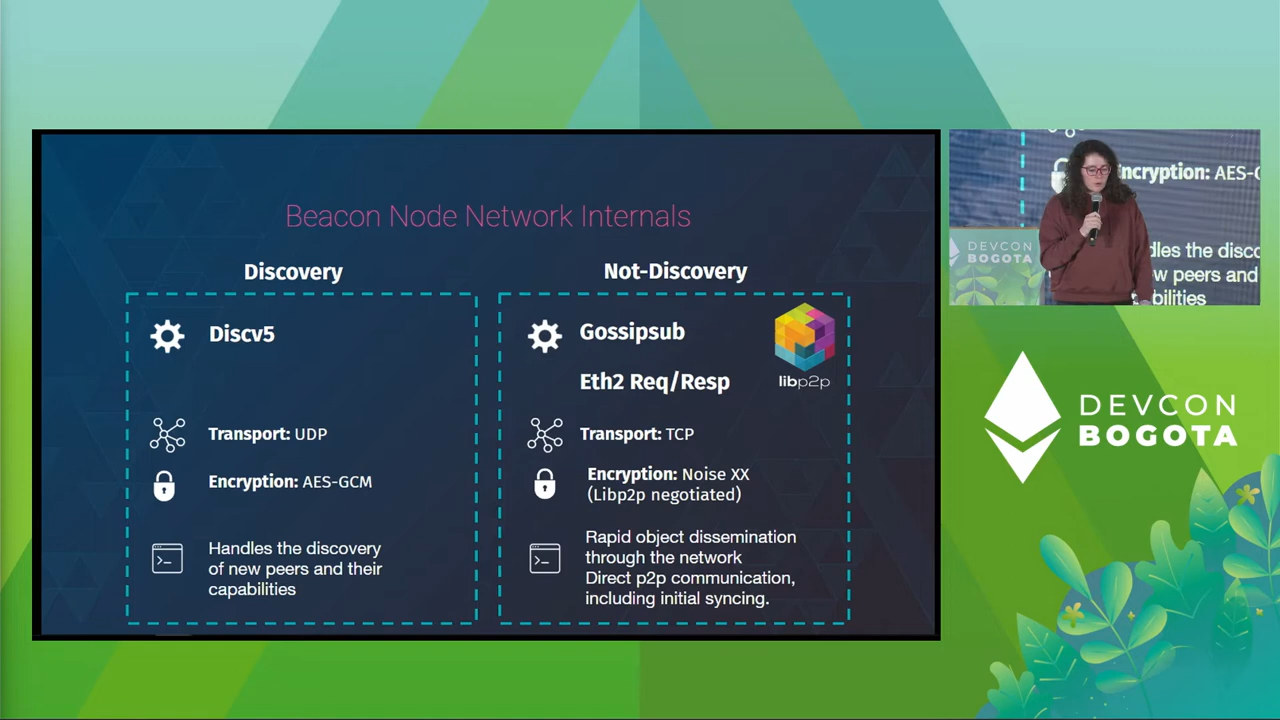 Beacon Node Network Internals
Discovery
Discv5
Transport: UDP
Encryption: AES-GCM
Handles the discovery
of new peers and their
capabilities
Not-Discovery
Gossipsub
libp2p
Eth2 Req/Resp
Transport: TCP
Encryption: Noise XX
(Libp2p negotiated)
Rapid object dissemination
through the network
Direct p2p communication,
including initial syncing.
ncryption: AES-G
DEVCON
BOGOTA
dles the disco
w peers and
bilities
DEVCON
BOGOTA